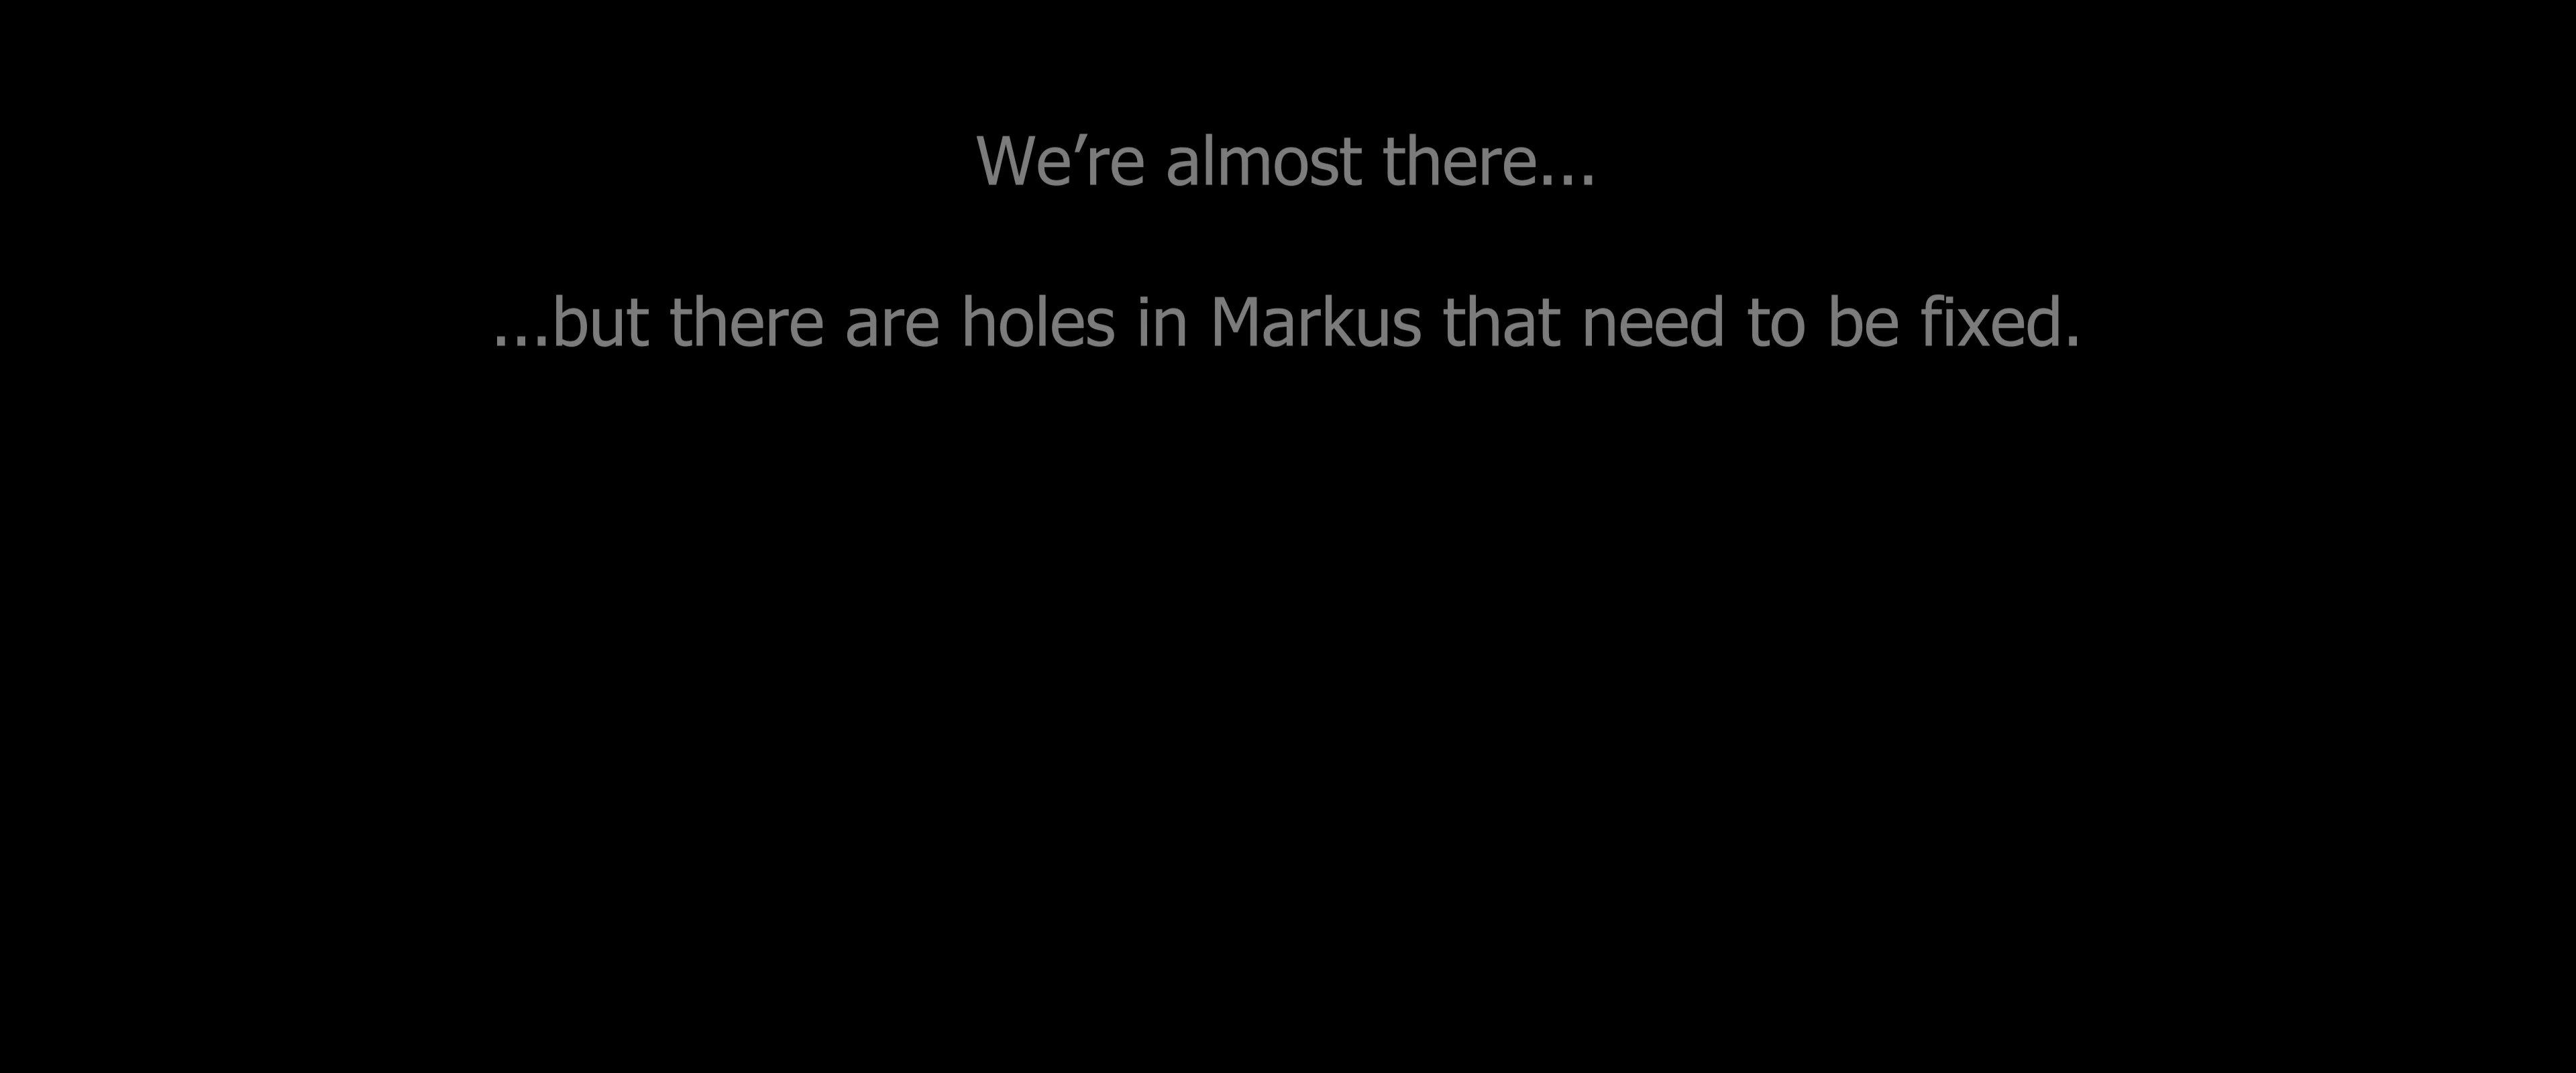 We’re almost there...
...but there are holes in Markus that need to be fixed.